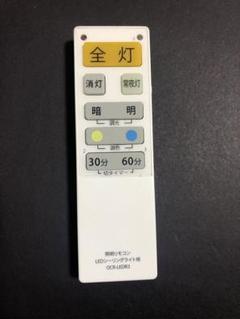 全灯
消灯 常夜灯
暗 明
調光
調色
30分 60分
切タイマー
照明リモコン
LEDシーリングライト用
OCR-LEDR2